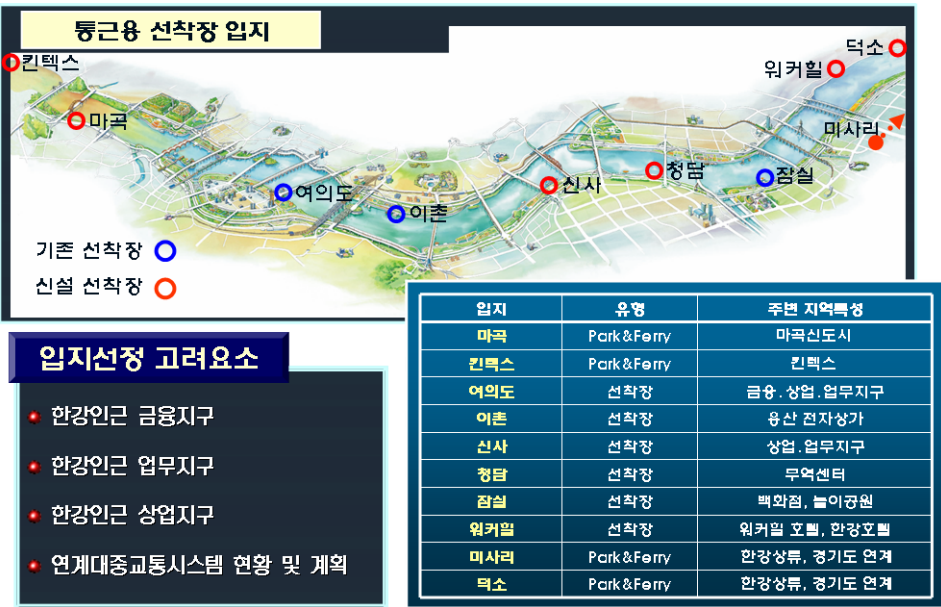 통근용 선착장 입지
킨텍스
마곡
여의도
이촌
신사
청담
잠실
미사리
워커힐
덕소
기존 선착장
신설 선착장
입지선정 고려요소
한강인근 금융지구
한강인근 업무지구
한강인근 상업지구
연계대중교통시스템 현황 및 계획
입지 유형 주변 지역특성
마곡 Park&Ferry 마곡신도시
킨텍스 Park&Ferry 킨텍스
여의도 선착장 금융.상업.업무지구
이촌 선착장 용산 전자상가
신사 선착장 상업.업무지구
청담 선착장 무역센터
잠실 선착장 백화점, 놀이공원
워커힐 선착장 워커힐 호텔, 한강호텔
미사리 Park&Ferry 한강상류, 경기도 연계
덕소 Park&Ferry 한강상류, 경기도 연계